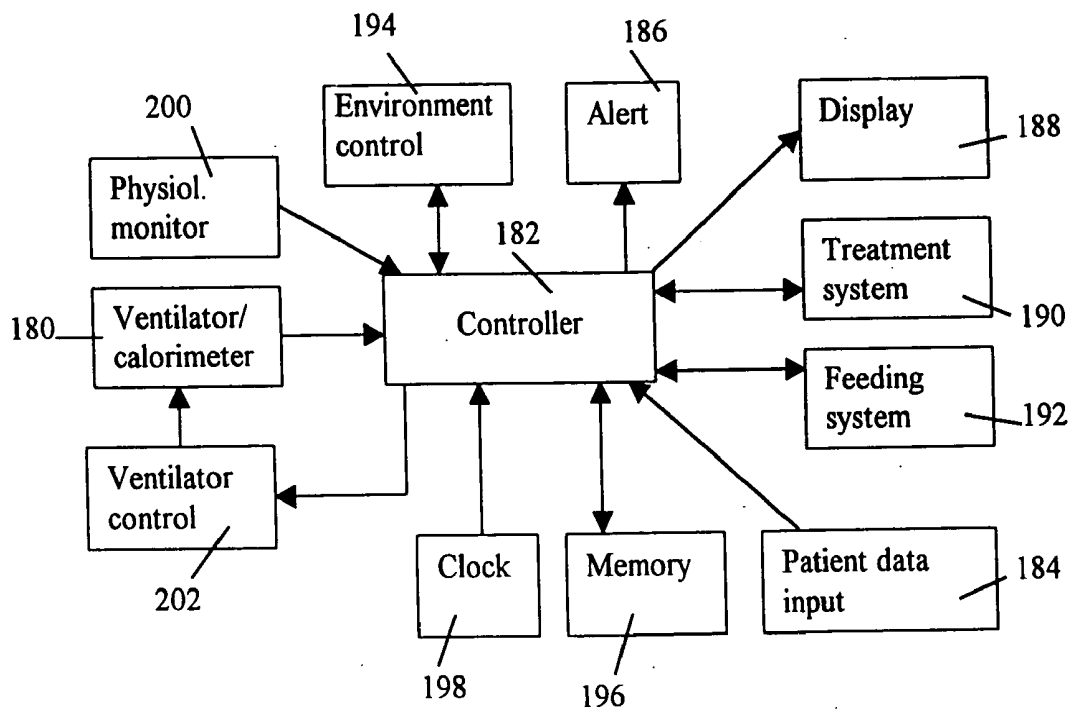 194
186
200
Environment
control
Alert
Display
188
Physiol.
monitor
182
Treatment
system
190
180
Ventilator/
calorimeter
Controller
Feeding
system
192
Ventilator
control
202
Clock
198
Memory
196
Patient data
input
184